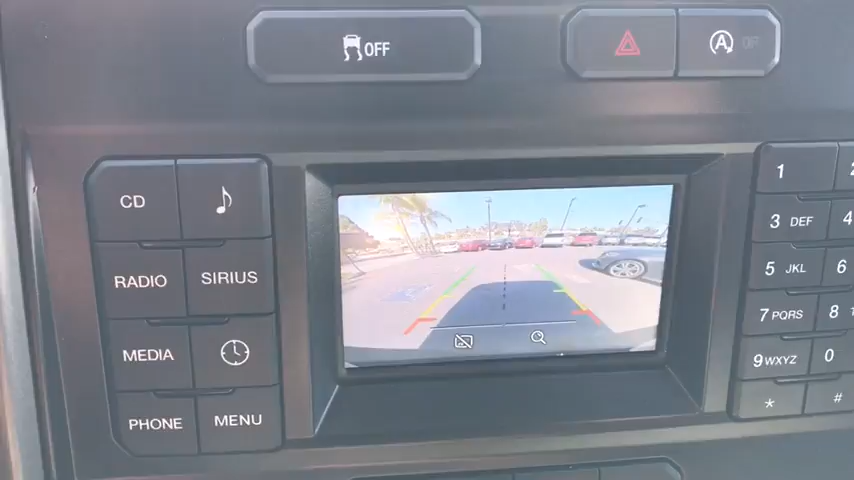 OFF
A OFF
CD
RADIO SIRIUS
MEDIA
PHONE MENU
1 2
3 DEF 4
5 JKL 6
7 PQRS 8
9 WXYZ 0
* #